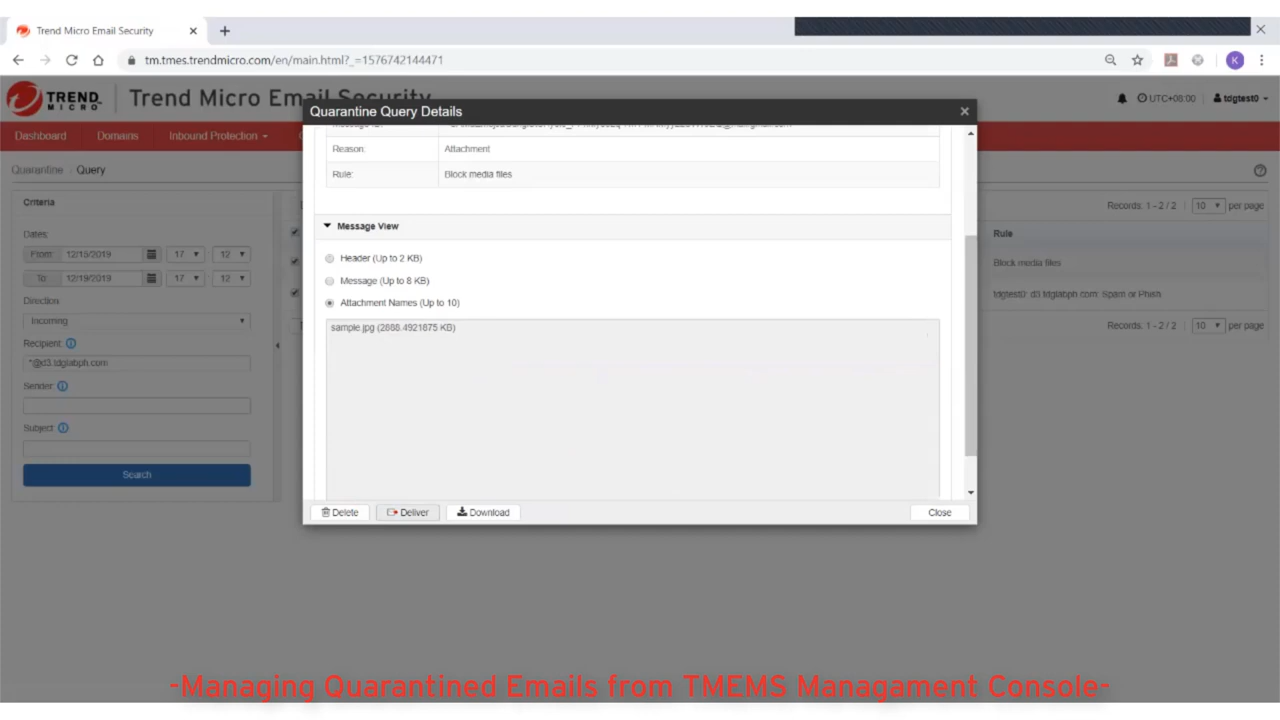 Trend Micro Email Security
tm.tmes.trendmicro.com/en/main.html?_=1576742144471
K
TREND
MICRO
Trend Micro Email Security
UTC+08:00
tdgtest0
Dashboard
Domains
Inbound Protection
Quarantine
Query
Criteria
Dates:
From: 12/15/2019 17 12
To: 12/19/2019 17 12
Direction
Incoming
Recipient:
*@d3.tdglabph.com
Sender:
Subject:
Search
Quarantine Query Details
Reason: Attachment
Rule: Block media files
Message View
Header (Up to 2 KB)
Message (Up to 8 KB)
Attachment Names (Up to 10)
sample.jpg (2888.4921875 KB)
Delete
Deliver
Download
Close
Records: 1 - 2 / 2 10 per page
Rule
Block media files
tdgtest0: d3.tdglabph.com: Spam or Phish
Records: 1 - 2 / 2 10 per page
-Managing Quarantined Emails from TMEMS Managament Console-